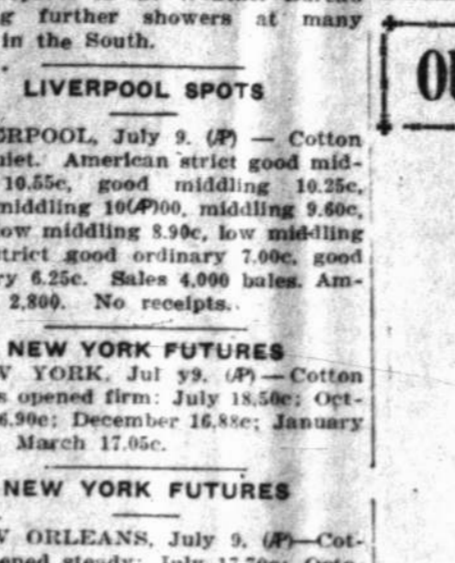 g further showers at many
in the South.
LIVERPOOL SPOTS
RPOOL, July 9. (AP) — Cotton
iet. American strict good mid-
10.55c, good middling 10.25c,
middling 10(AP)00, middling 9.60c,
ow middling 8.90c, low middling
trict good ordinary 7.00c, good
ry 6.25c. Sales 4,000 bales. Am-
2,800. No receipts.
NEW YORK FUTURES
W YORK, Jul y9. (AP) — Cotton
s opened firm: July 18.50c; Oct-
6.90c; December 16.88c; January
March 17.05c.
NEW YORK FUTURES
W ORLEANS, July 9. (AP)—Cot-